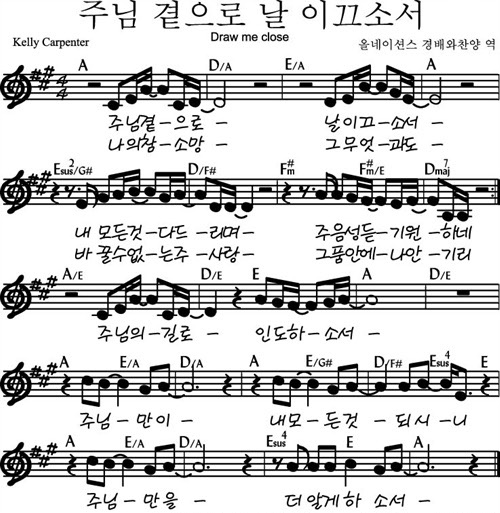 주님 곁으로 날 이끄소서
Draw me close
Kelly Carpenter
올네이션스 경배와찬양 역
A D/A E/A A
주님곁-으로- 날이끄-소서-
나의참-소망- 그무엇-과도-
Esus2/G# D/F# F#m F#m/E Dmaj7
내 모든것-다드-리며- 주음성듣-기원-하네
바 꿀수없-는주-사랑- 그품안에-나안-기리
A/E D/E E A D/E
주님의-길로- 인도하-소서-
A E/A D/A A E/G# D/F# Esus4
주님-만이- 내모-든것-되시-니
A E/A D/A Esus4 E A
주님-만을- 더알게하 소서-